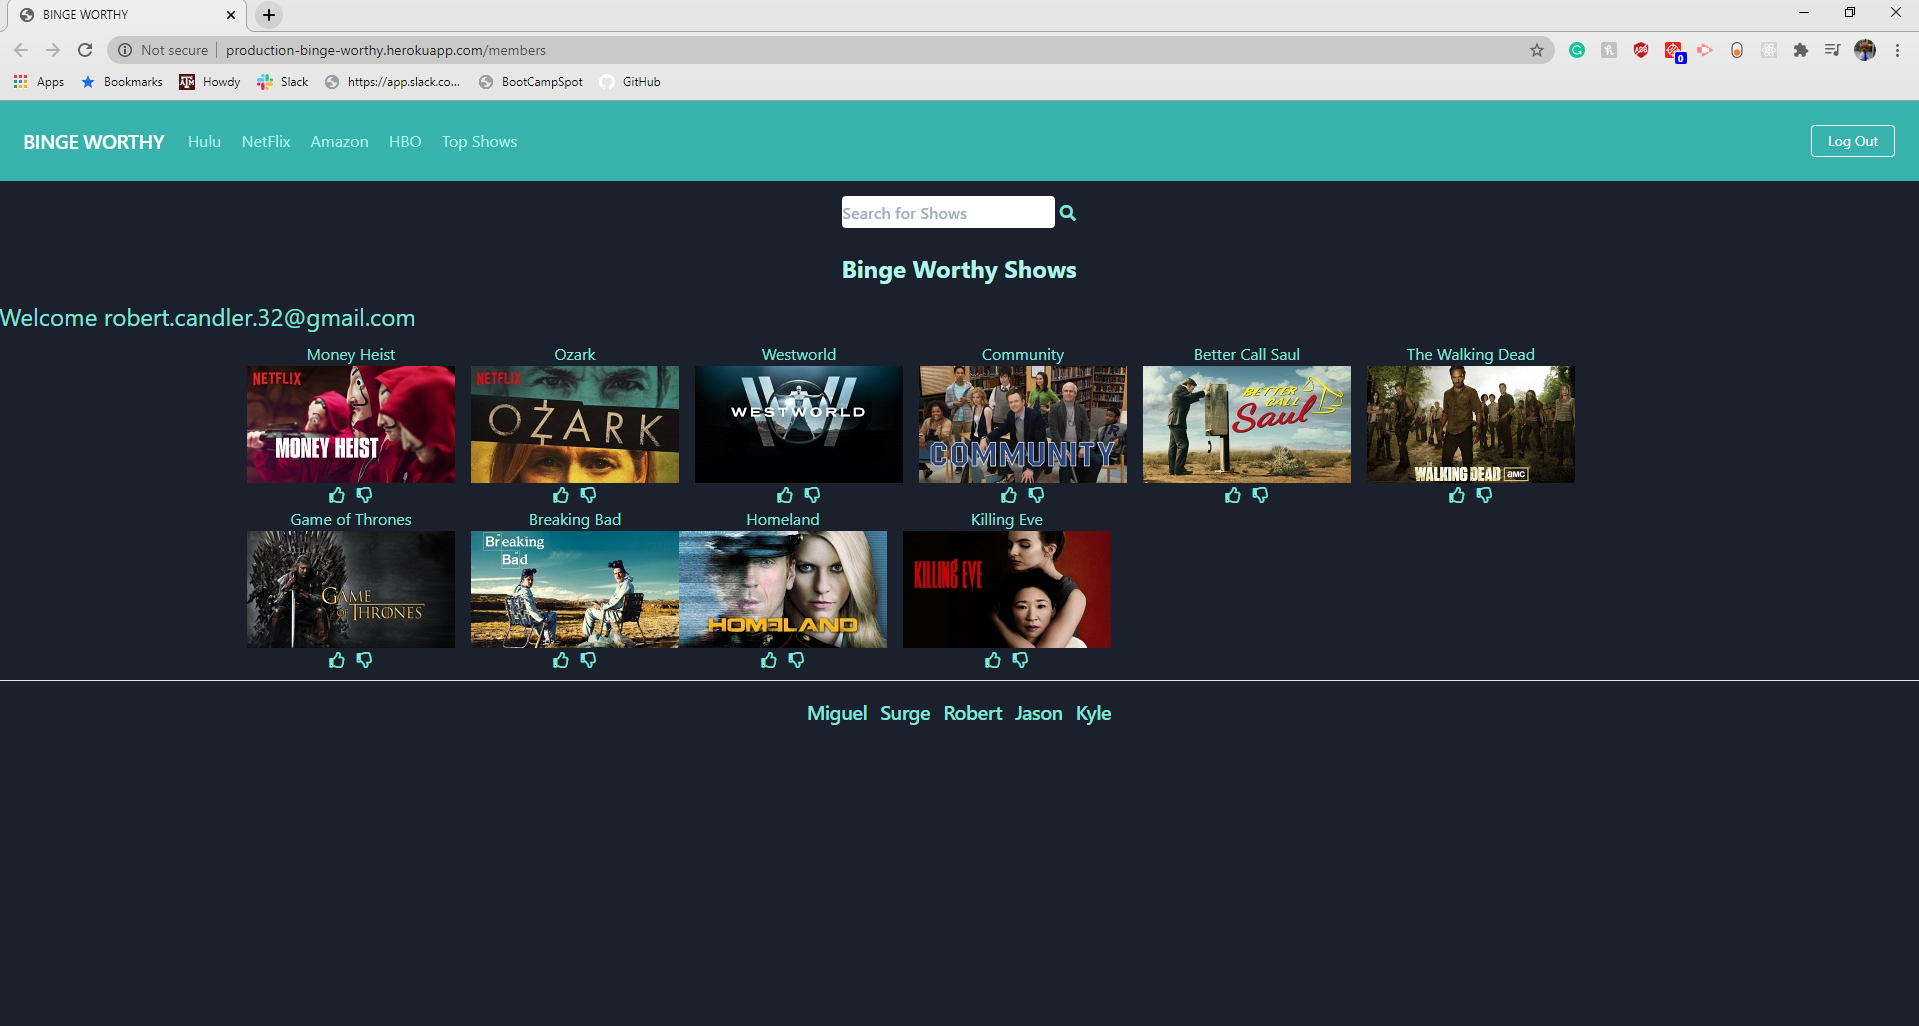 BINGE WORTHY
Not secure production-binge-worthy.herokuapp.com/members
ABP
0
Apps Bookmarks Howdy Slack https://app.slack.co... BootCampSpot GitHub
BINGE WORTHY Hulu NetFlix Amazon HBO Top Shows Log Out
Search for Shows
Binge Worthy Shows
Welcome robert.candler.32@gmail.com
Money Heist Ozark Westworld Community Better Call Saul The Walking Dead
NETFLIX
MONEY HEIST
NETFLIX
OZARK
WESTWORLD
COMMUNITY
BETTER
CALL
Saul
THE
WALKING DEAD amc
Game of Thrones Breaking Bad Homeland Killing Eve
GAME
OF THRONES
Breaking
Bad
HOMELAND
KILLING EVE
Miguel Surge Robert Jason Kyle